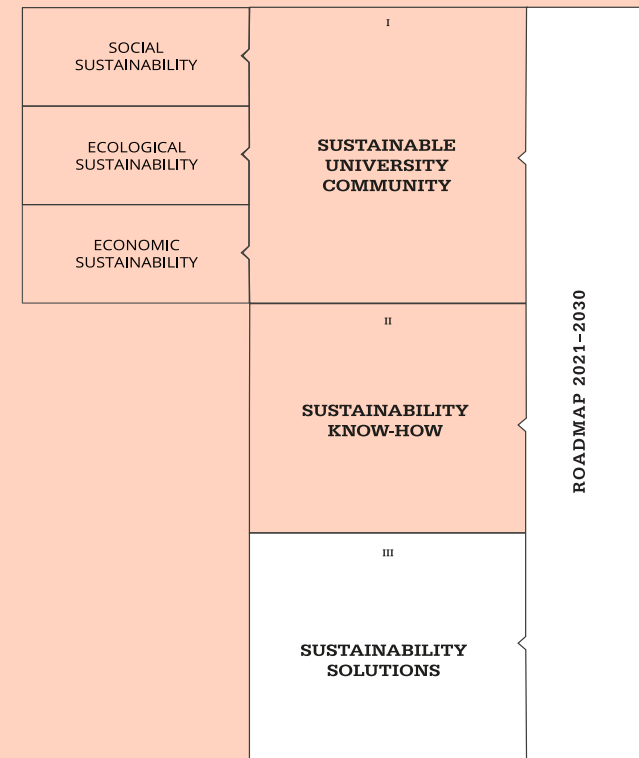 SOCIAL
SUSTAINABILITY
ECOLOGICAL
SUSTAINABILITY
ECONOMIC
SUSTAINABILITY
I
SUSTAINABLE
UNIVERSITY
COMMUNITY
II
SUSTAINABILITY
KNOW-HOW
III
SUSTAINABILITY
SOLUTIONS
ROADMAP 2021–2030